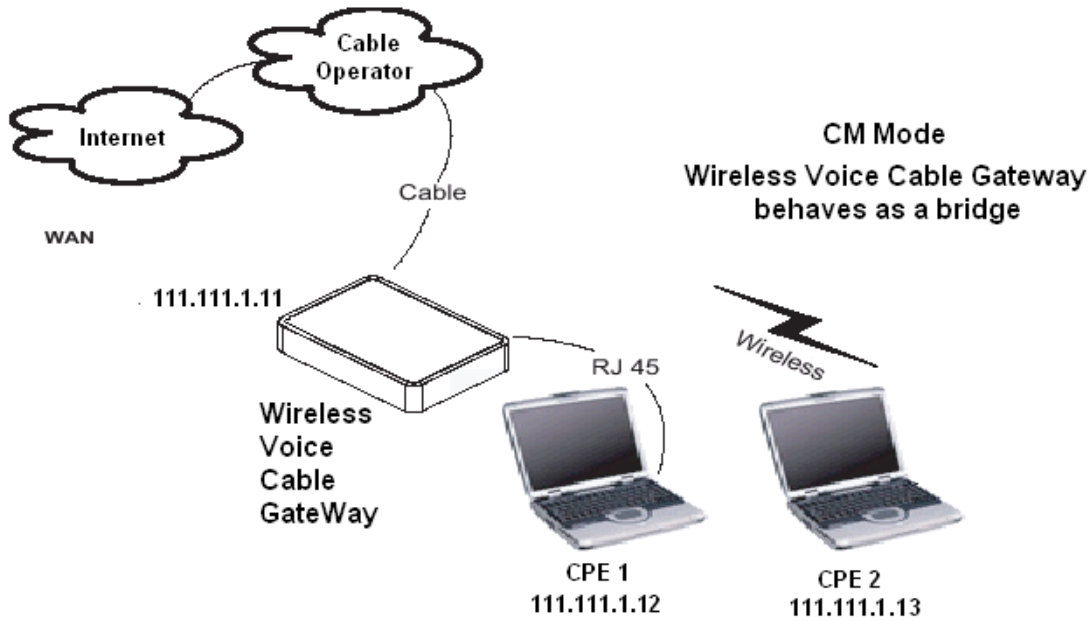 Cable
Operator
Internet
CM Mode
Wireless Voice Cable Gateway
behaves as a bridge
Cable
WAN
111.111.1.11
Wireless
RJ 45
Wireless
Voice
Cable
GateWay
CPE 1
111.111.1.12
CPE 2
111.111.1.13